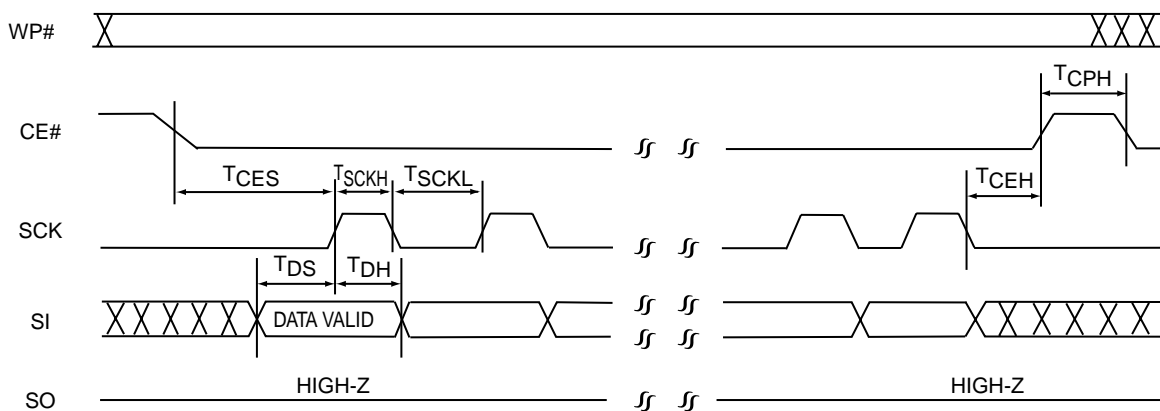 WP#
TCPH
CE#
TCES TSCKH TSCKL TCEH
SCK
TDS TDH
SI DATA VALID
HIGH-Z HIGH-Z
SO